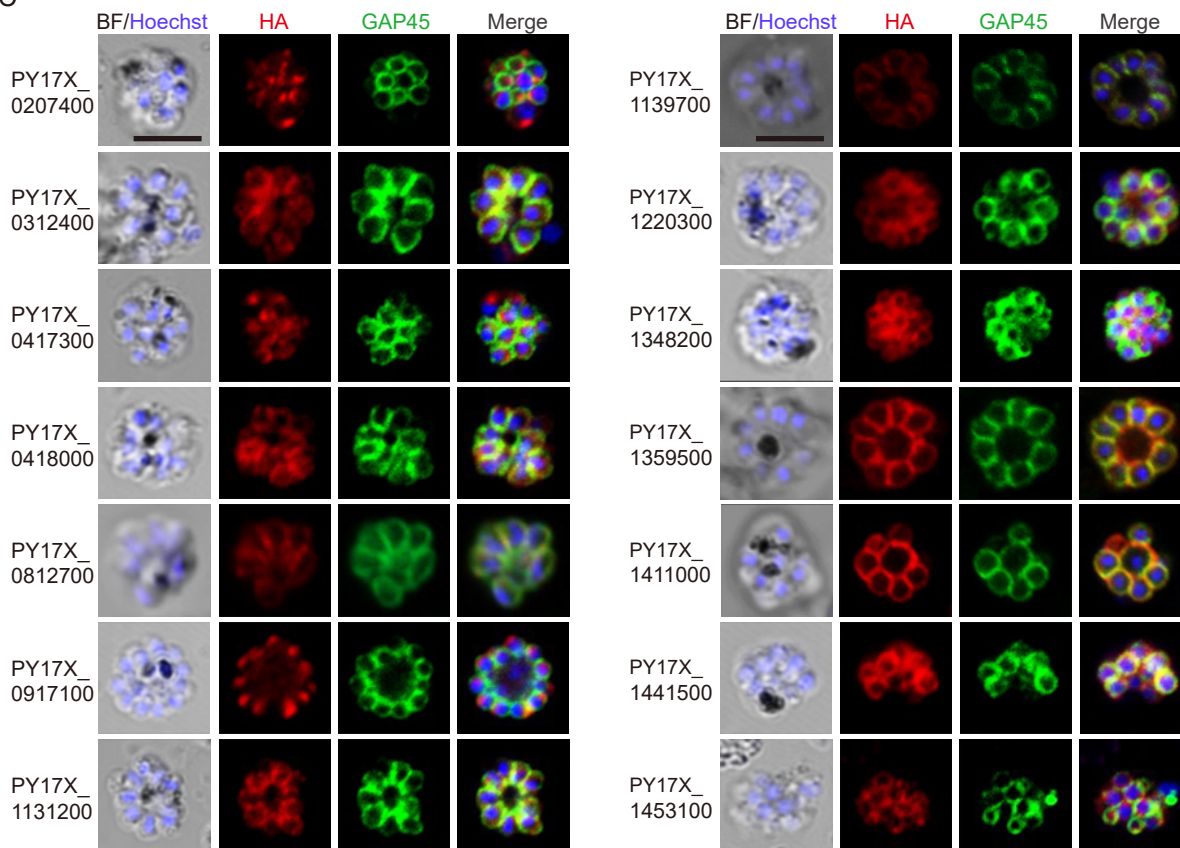 BF/Hoechst HA GAP45 Merge BF/Hoechst HA GAP45 Merge
PY17X_
0207400
PY17X_
0312400
PY17X_
0417300
PY17X_
0418000
PY17X_
0812700
PY17X_
0917100
PY17X_
1131200
PY17X_
1139700
PY17X_
1220300
PY17X_
1348200
PY17X_
1359500
PY17X_
1411000
PY17X_
1441500
PY17X_
1453100